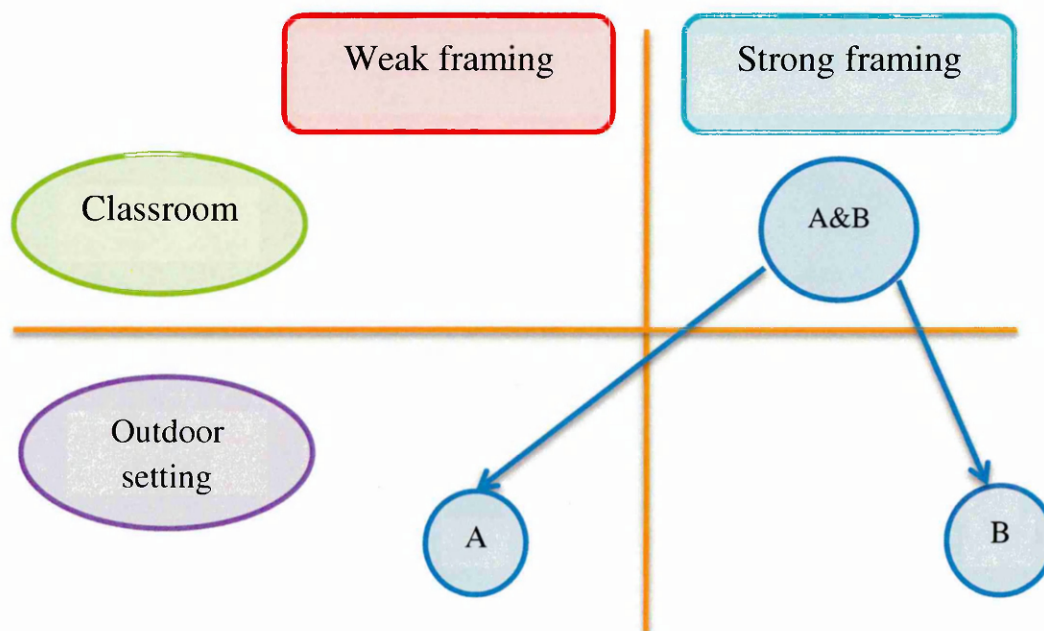 Weak framing
Strong framing
Classroom
A&B
Outdoor
setting
A
B